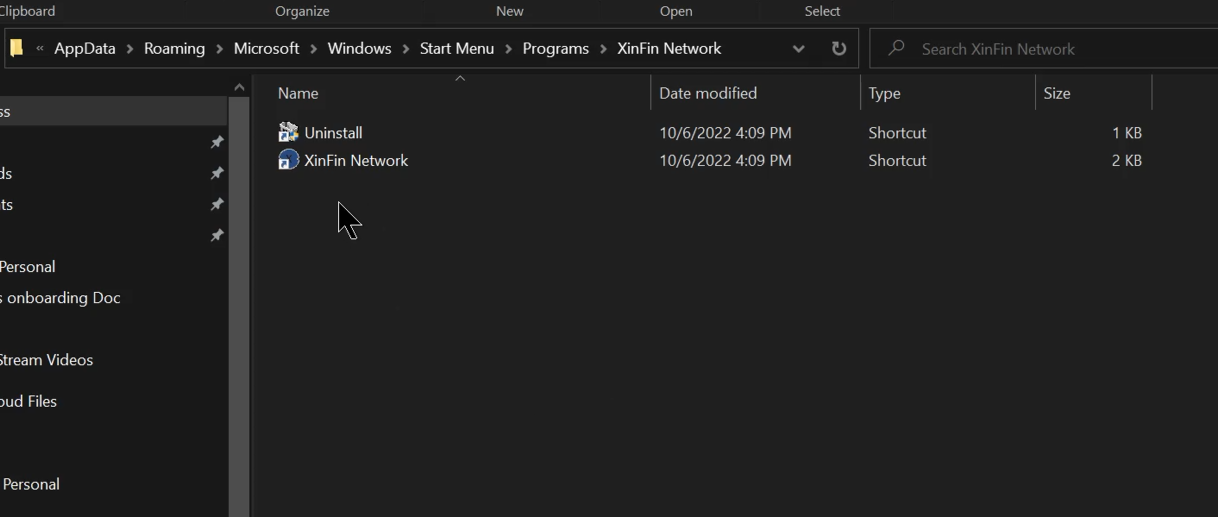 Clipboard Organize New Open Select
« AppData > Roaming > Microsoft > Windows > Start Menu > Programs > XinFin Network Search XinFin Network
Name Date modified Type Size
Uninstall 10/6/2022 4:09 PM Shortcut 1 KB
XinFin Network 10/6/2022 4:09 PM Shortcut 2 KB
ss
ds
ts
Personal
s onboarding Doc
Stream Videos
oud Files
Personal